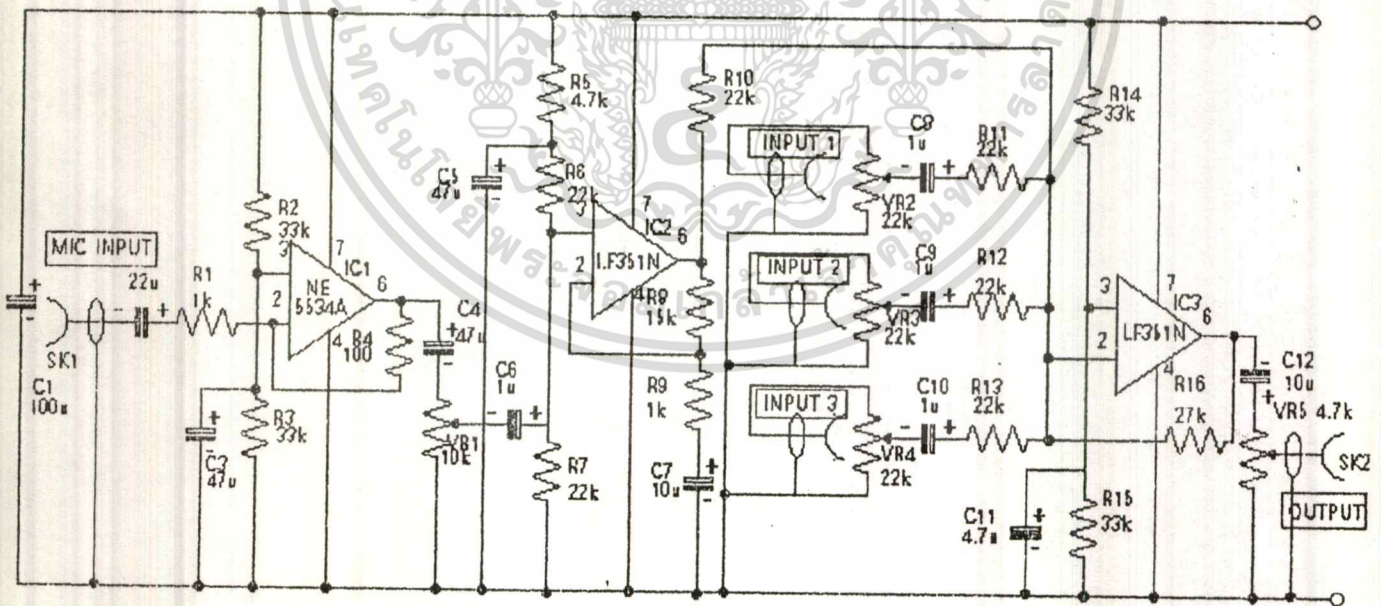 MIC INPUT
22u
R1
1k
SK1
C1
100u
R2
33k
3
2
7
IC1
6
NE
5534A
4
R4
100
C3
47u
R3
33k
C4
47u
VR1
10k
C6
1u
C5
47u
R5
4.7k
R6
22k
3
2
7
IC2
6
LF351N
4
R8
15k
R9
1k
C7
10u
R7
22k
R10
22k
INPUT 1
VR2
22k
C8
1u
R11
22k
INPUT 2
VR3
22k
C9
1u
R12
22k
INPUT 3
VR4
22k
C10
1u
R13
22k
R14
33k
3
2
7
IC3
6
LF351N
4
R16
27k
C11
4.7u
R15
33k
C12
10u
VR5 4.7k
SK2
OUTPUT